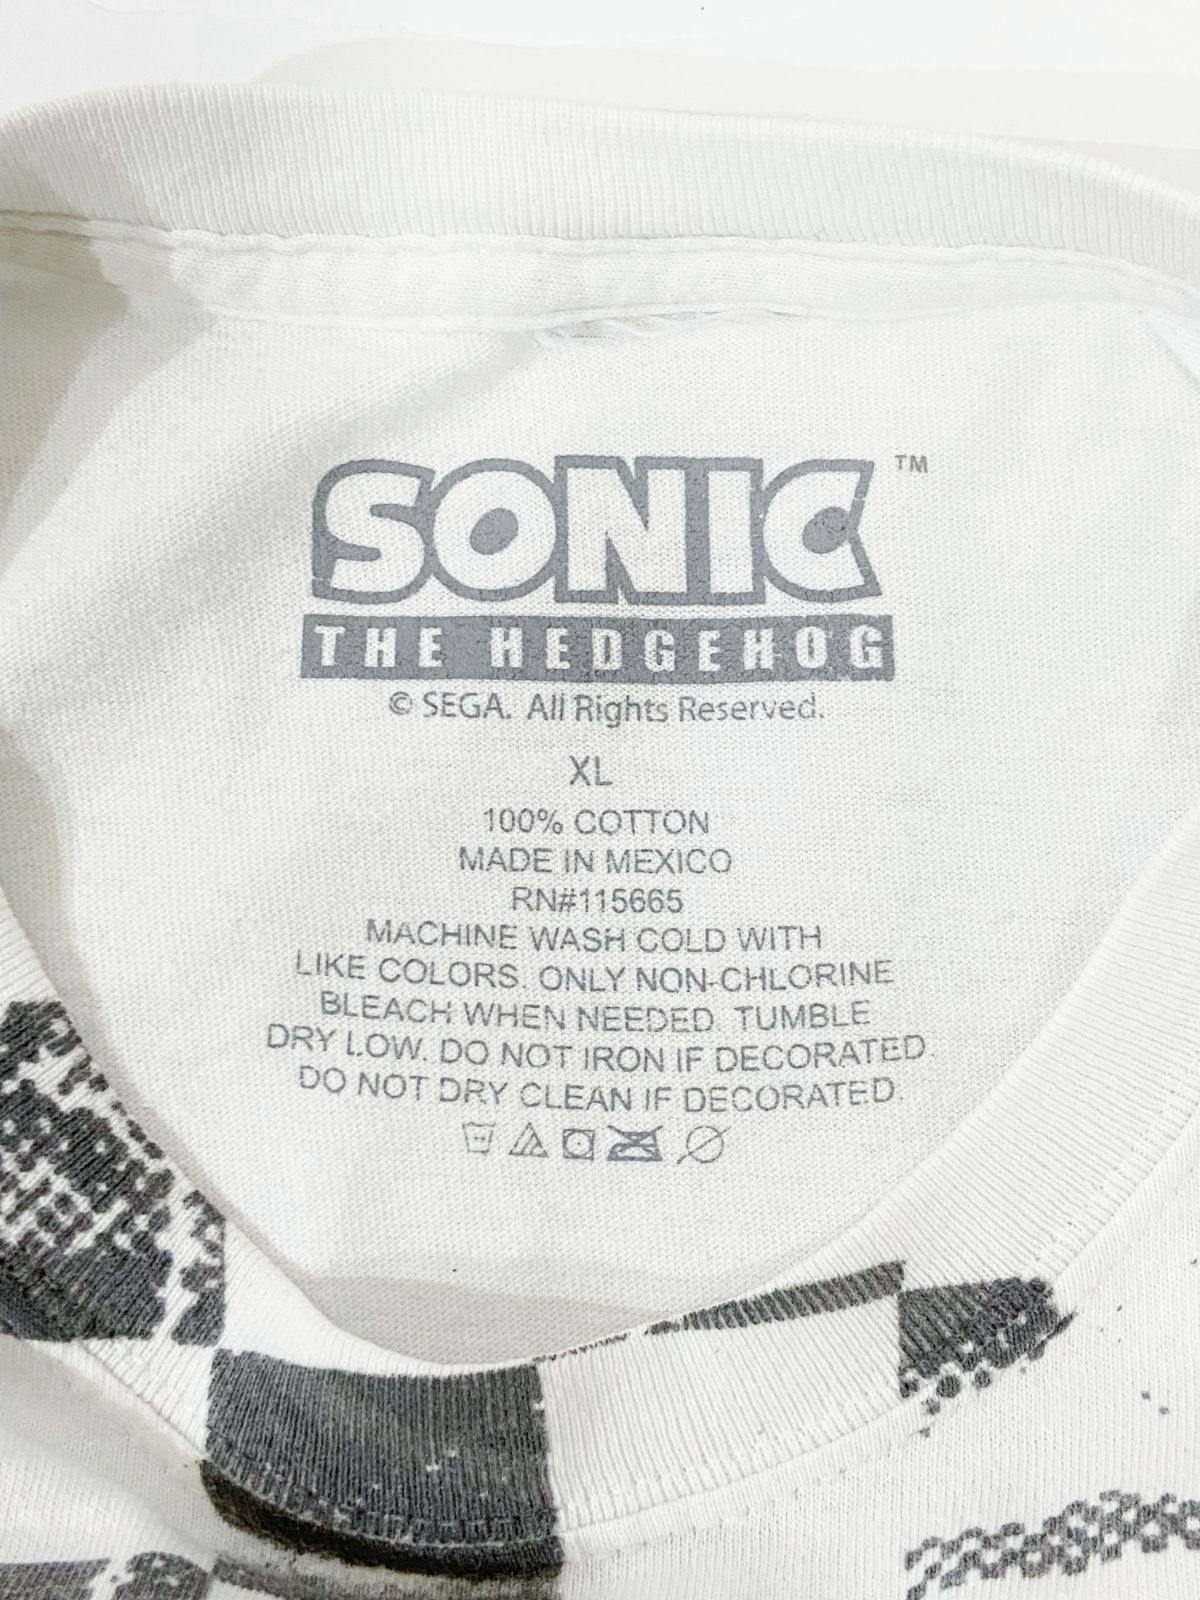 SONIC™
THE HEDGEHOG
© SEGA. All Rights Reserved.
XL
100% COTTON
MADE IN MEXICO
RN#115665
MACHINE WASH COLD WITH
LIKE COLORS. ONLY NON-CHLORINE
BLEACH WHEN NEEDED. TUMBLE
DRY LOW. DO NOT IRON IF DECORATED.
DO NOT DRY CLEAN IF DECORATED.